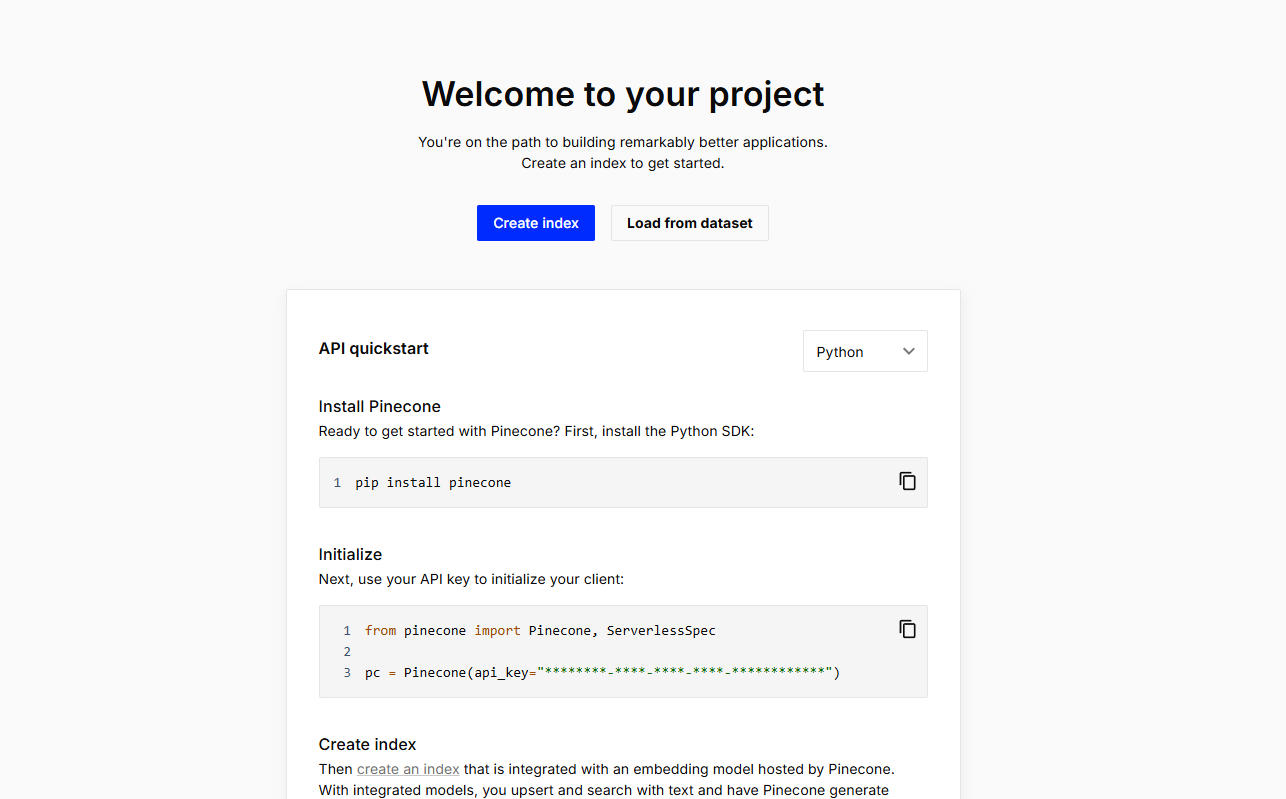 Welcome to your project
You're on the path to building remarkably better applications.
Create an index to get started.
Create index
Load from dataset
API quickstart
Python
Install Pinecone
Ready to get started with Pinecone? First, install the Python SDK:
1 pip install pinecone
Initialize
Next, use your API key to initialize your client:
1 from pinecone import Pinecone, ServerlessSpec
2
3 pc = Pinecone(api_key="********-****-****-****-************")
Create index
Then create an index that is integrated with an embedding model hosted by Pinecone.
With integrated models, you upsert and search with text and have Pinecone generate